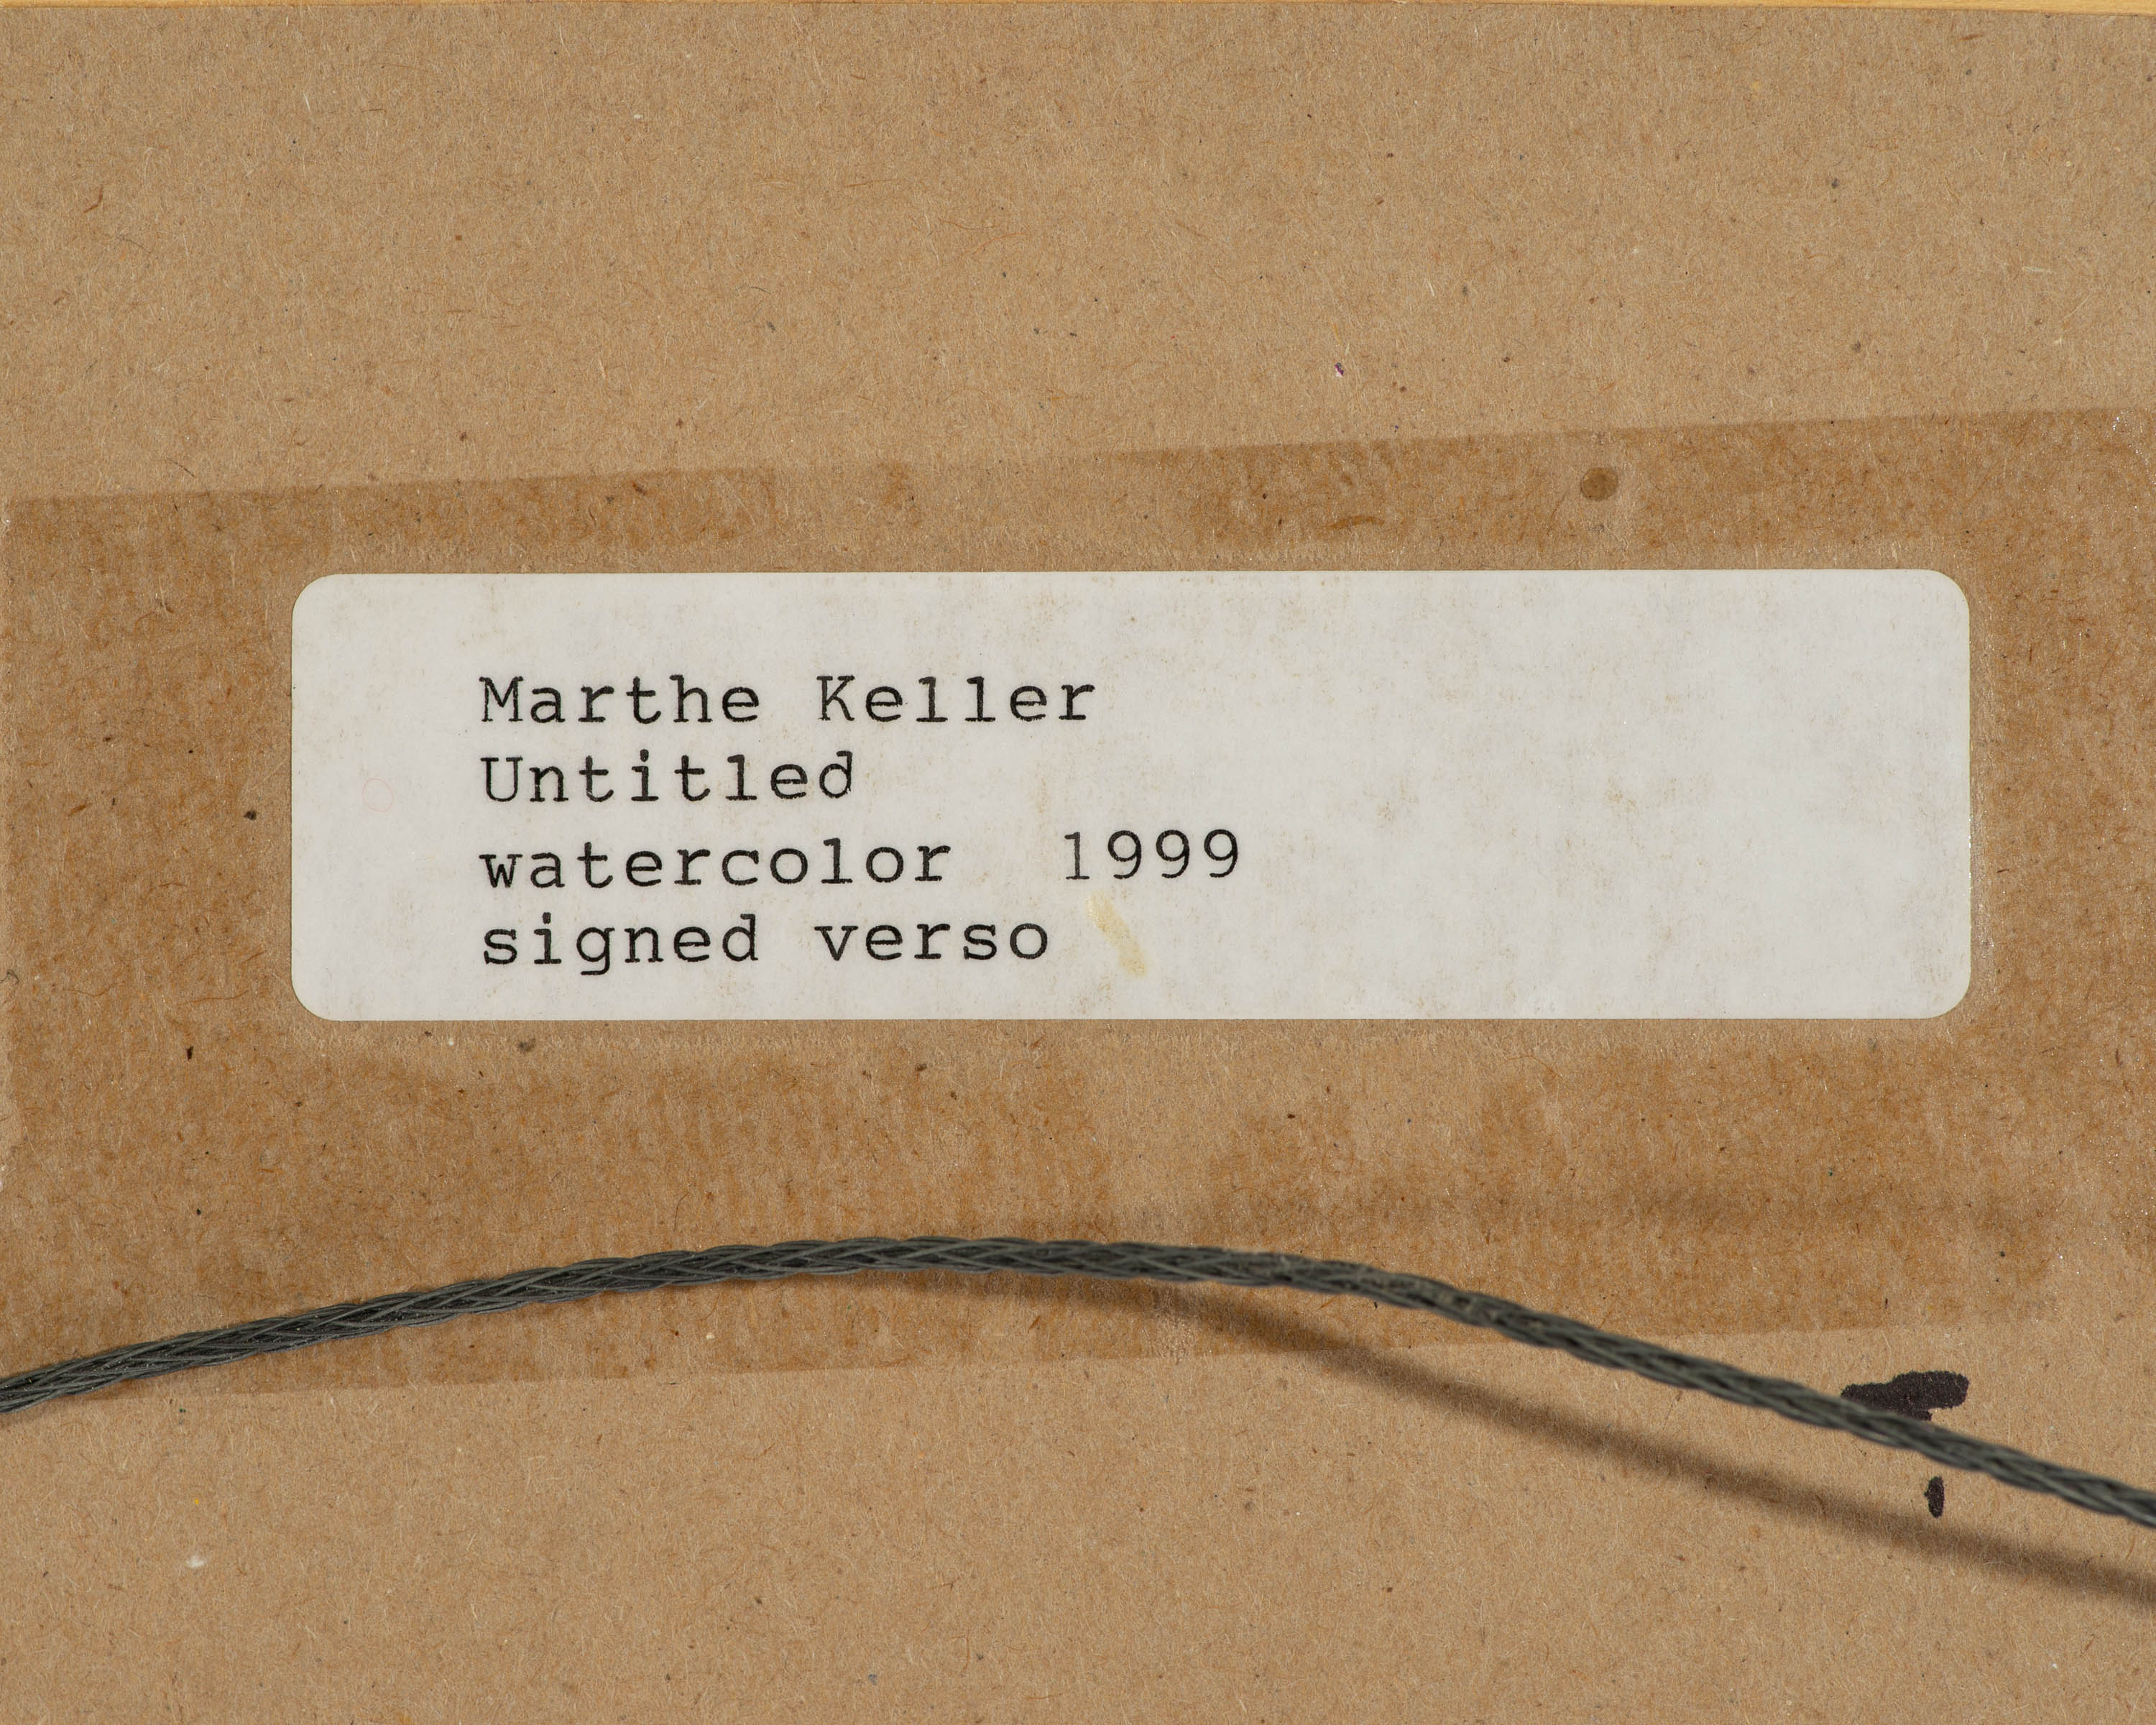 Marthe Keller
Untitled
watercolor 1999
signed verso